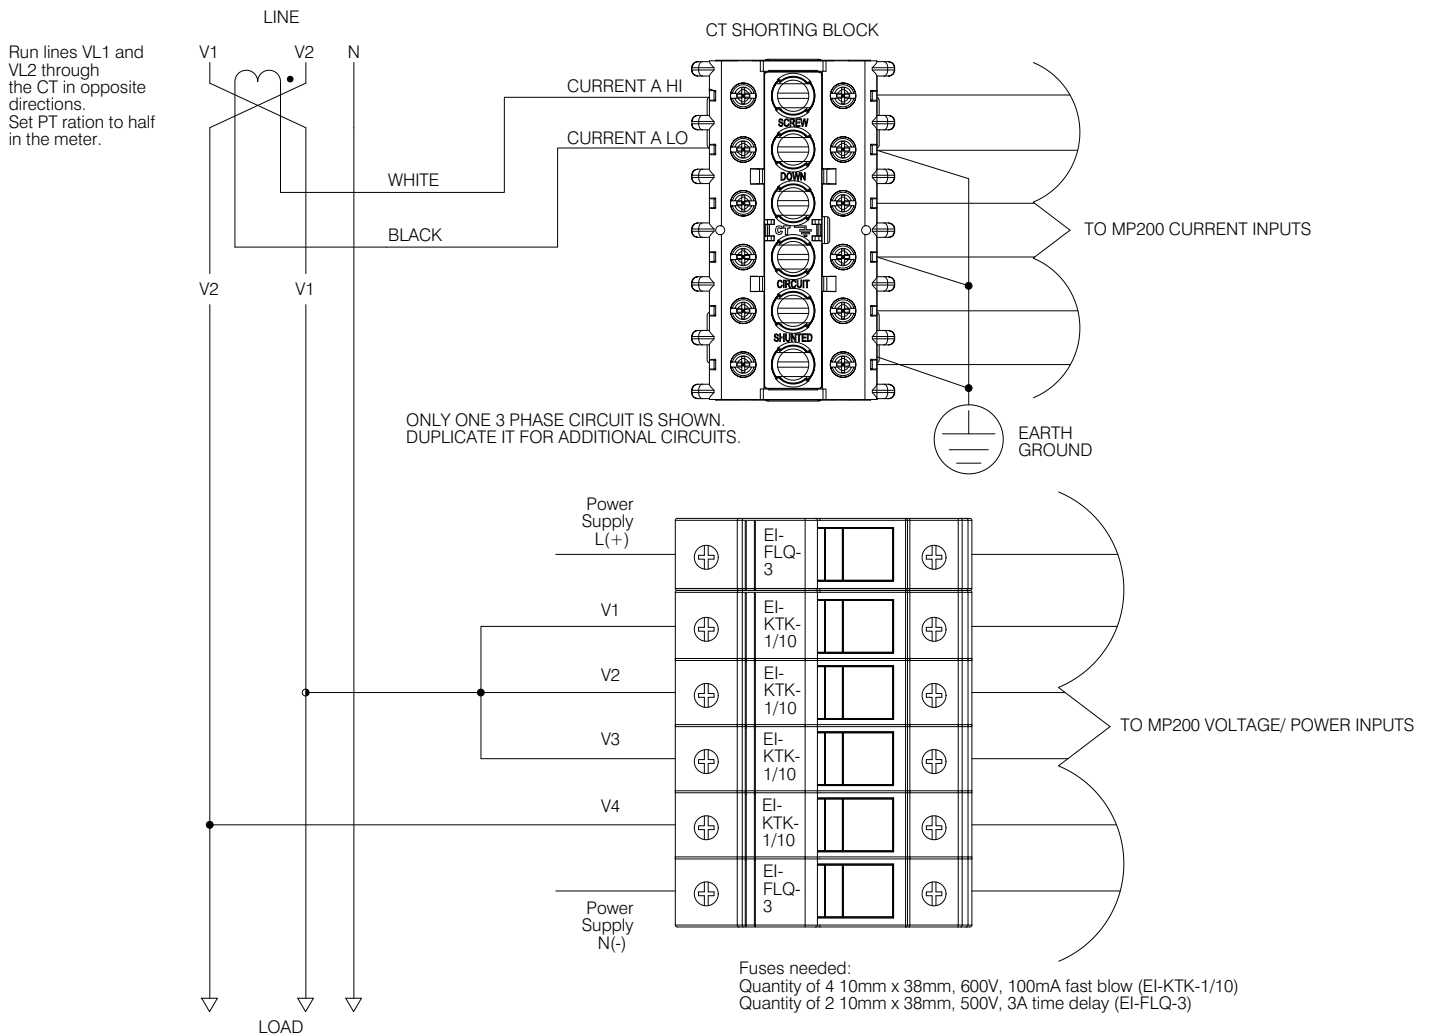 LINE
V1
V2
N
Run lines VL1 and
VL2 through
the CT in opposite
directions.
Set PT ration to half
in the meter.
CT SHORTING BLOCK
CURRENT A HI
CURRENT A LO
WHITE
BLACK
SCREW
DOWN
CT
CIRCUIT
SHUNTED
TO MP200 CURRENT INPUTS
V2
V1
ONLY ONE 3 PHASE CIRCUIT IS SHOWN.
DUPLICATE IT FOR ADDITIONAL CIRCUITS.
EARTH
GROUND
Power
Supply
L(+)
EI-
FLQ-
3
V1
EI-
KTK-
1/10
V2
EI-
KTK-
1/10
V3
EI-
KTK-
1/10
V4
EI-
KTK-
1/10
EI-
FLQ-
3
Power
Supply
N(-)
TO MP200 VOLTAGE/ POWER INPUTS
Fuses needed:
Quantity of 4 10mm x 38mm, 600V, 100mA fast blow (EI-KTK-1/10)
Quantity of 2 10mm x 38mm, 500V, 3A time delay (EI-FLQ-3)
LOAD